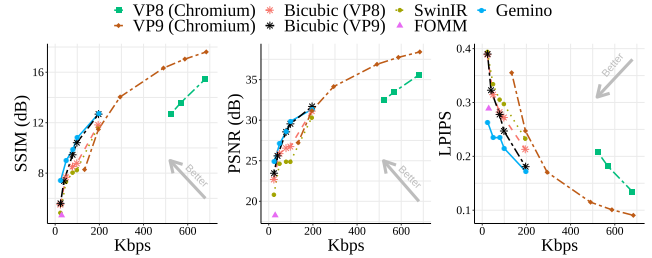 VP8 (Chromium) Bicubic (VP8) SwinIR Gemino
VP9 (Chromium) Bicubic (VP9) FOMM
SSIM (dB)
16
12
8
0 200 400 600
Kbps
Better
PSNR (dB)
35
30
25
20
0 200 400 600
Kbps
Better
LPIPS
0.4
0.3
0.2
0.1
0 200 400 600
Kbps
Better